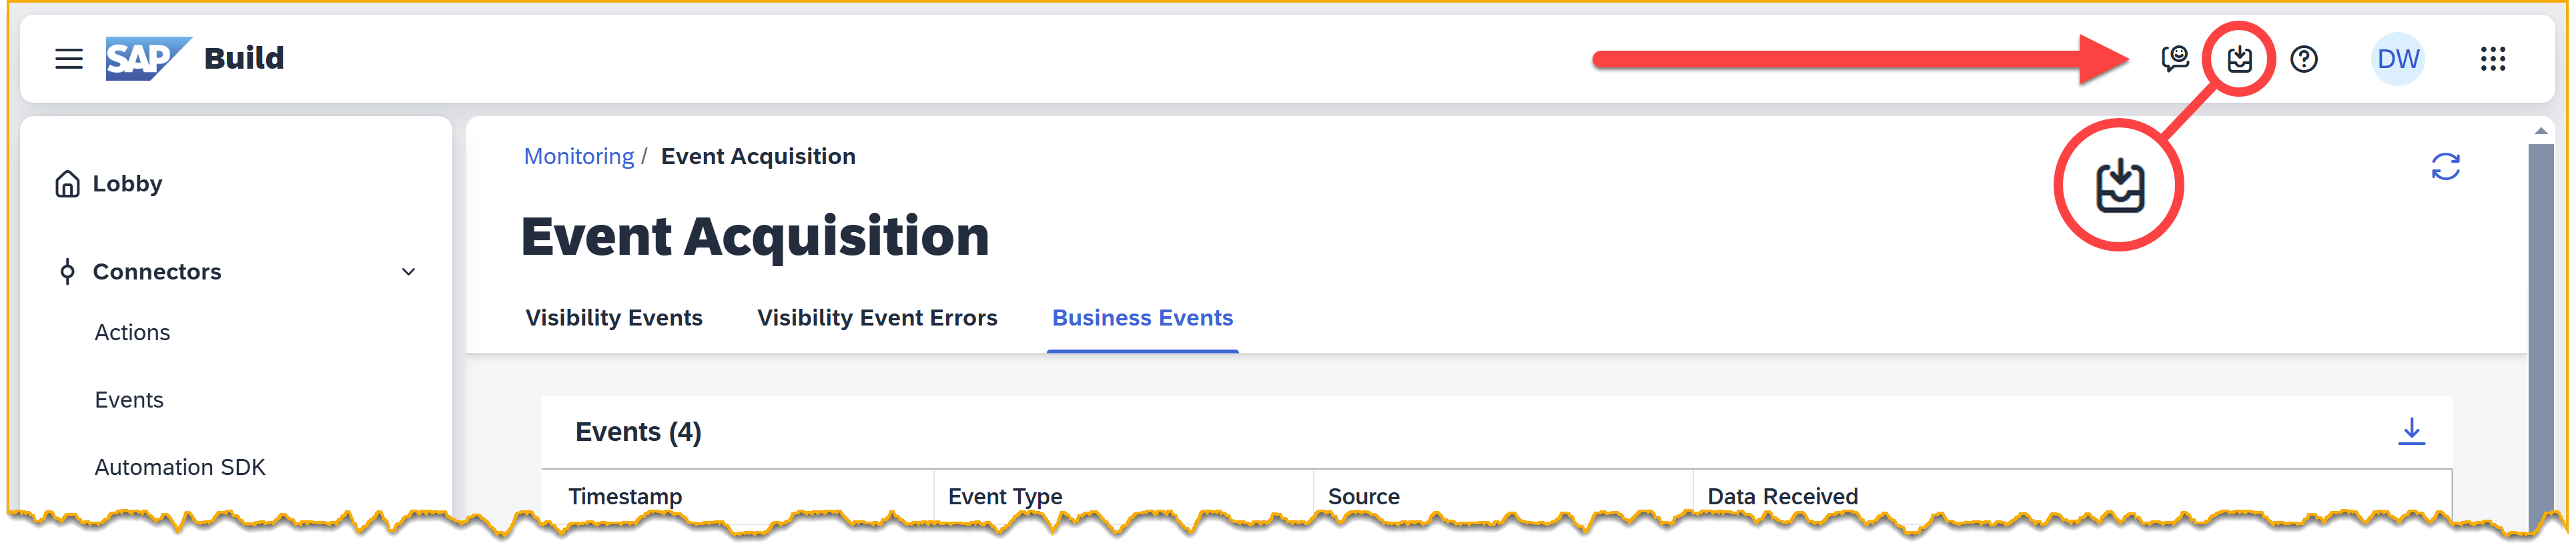 SAP Build
DW
Lobby
Connectors
Actions
Events
Automation SDK
Monitoring / Event Acquisition
Event Acquisition
Visibility Events Visibility Event Errors Business Events
Events (4)
Timestamp Event Type Source Data Received